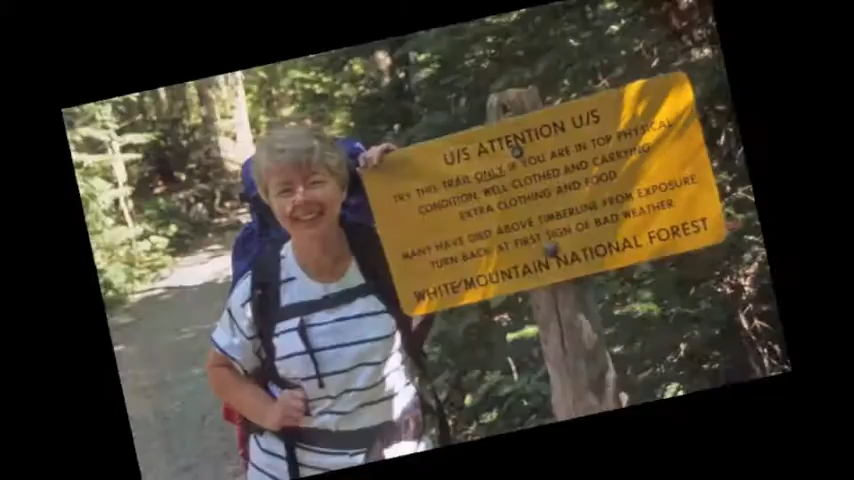 U/S ATTENTION U/S
TRY THIS TRAIL ONLY IF YOU ARE IN TOP PHYSICAL
CONDITION, WELL CLOTHED AND CARRYING
EXTRA CLOTHING AND FOOD
MANY HAVE DIED ABOVE TIMBERLINE FROM EXPOSURE
TURN BACK AT FIRST SIGN OF BAD WEATHER
WHITE MOUNTAIN NATIONAL FOREST